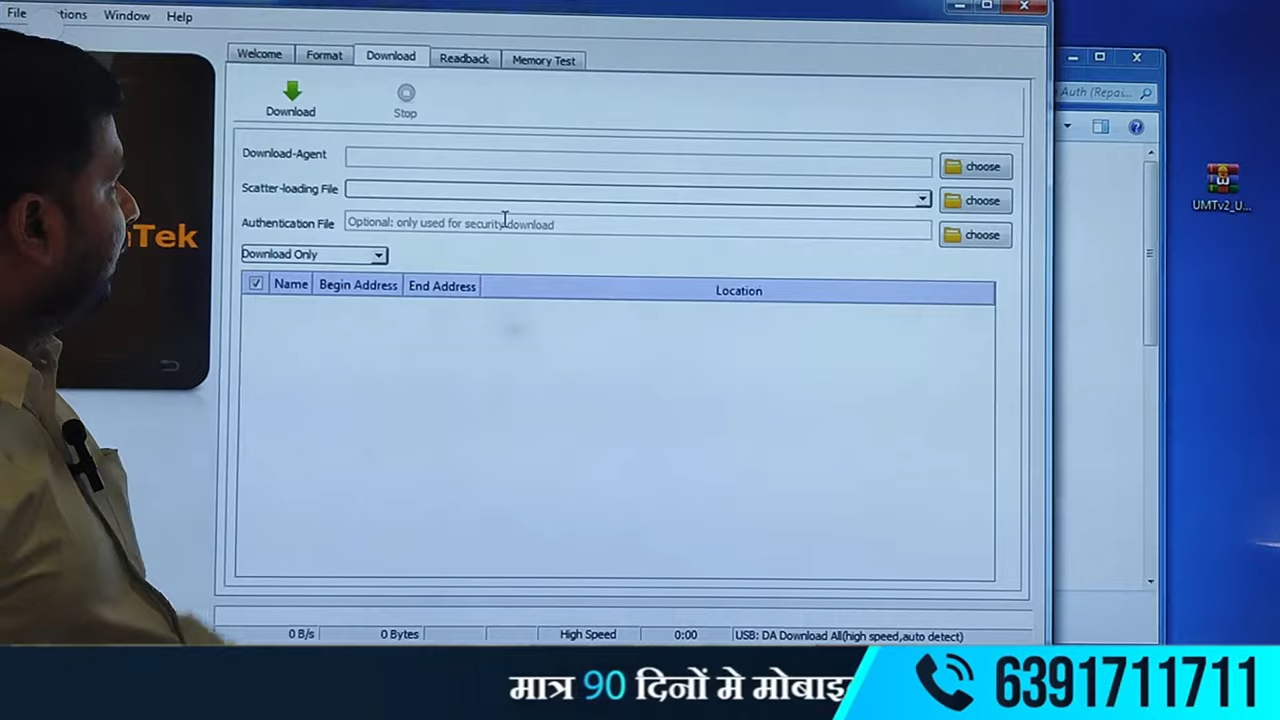 File
Window
Help
Welcome
Format
Download
Readback
Memory Test
Auth (Repai...
Download
Stop
Download-Agent
choose
Scatter-loading File
choose
Authentication File
Optional: only used for security download
choose
Download Only
Name
Begin Address
End Address
Location
Tek
UMTv2_U...
0 B/s
0 Bytes
High Speed
0:00
USB: DA Download All(high speed,auto detect)
मात्र 90 दिनों मे मोबाइ
6391711711